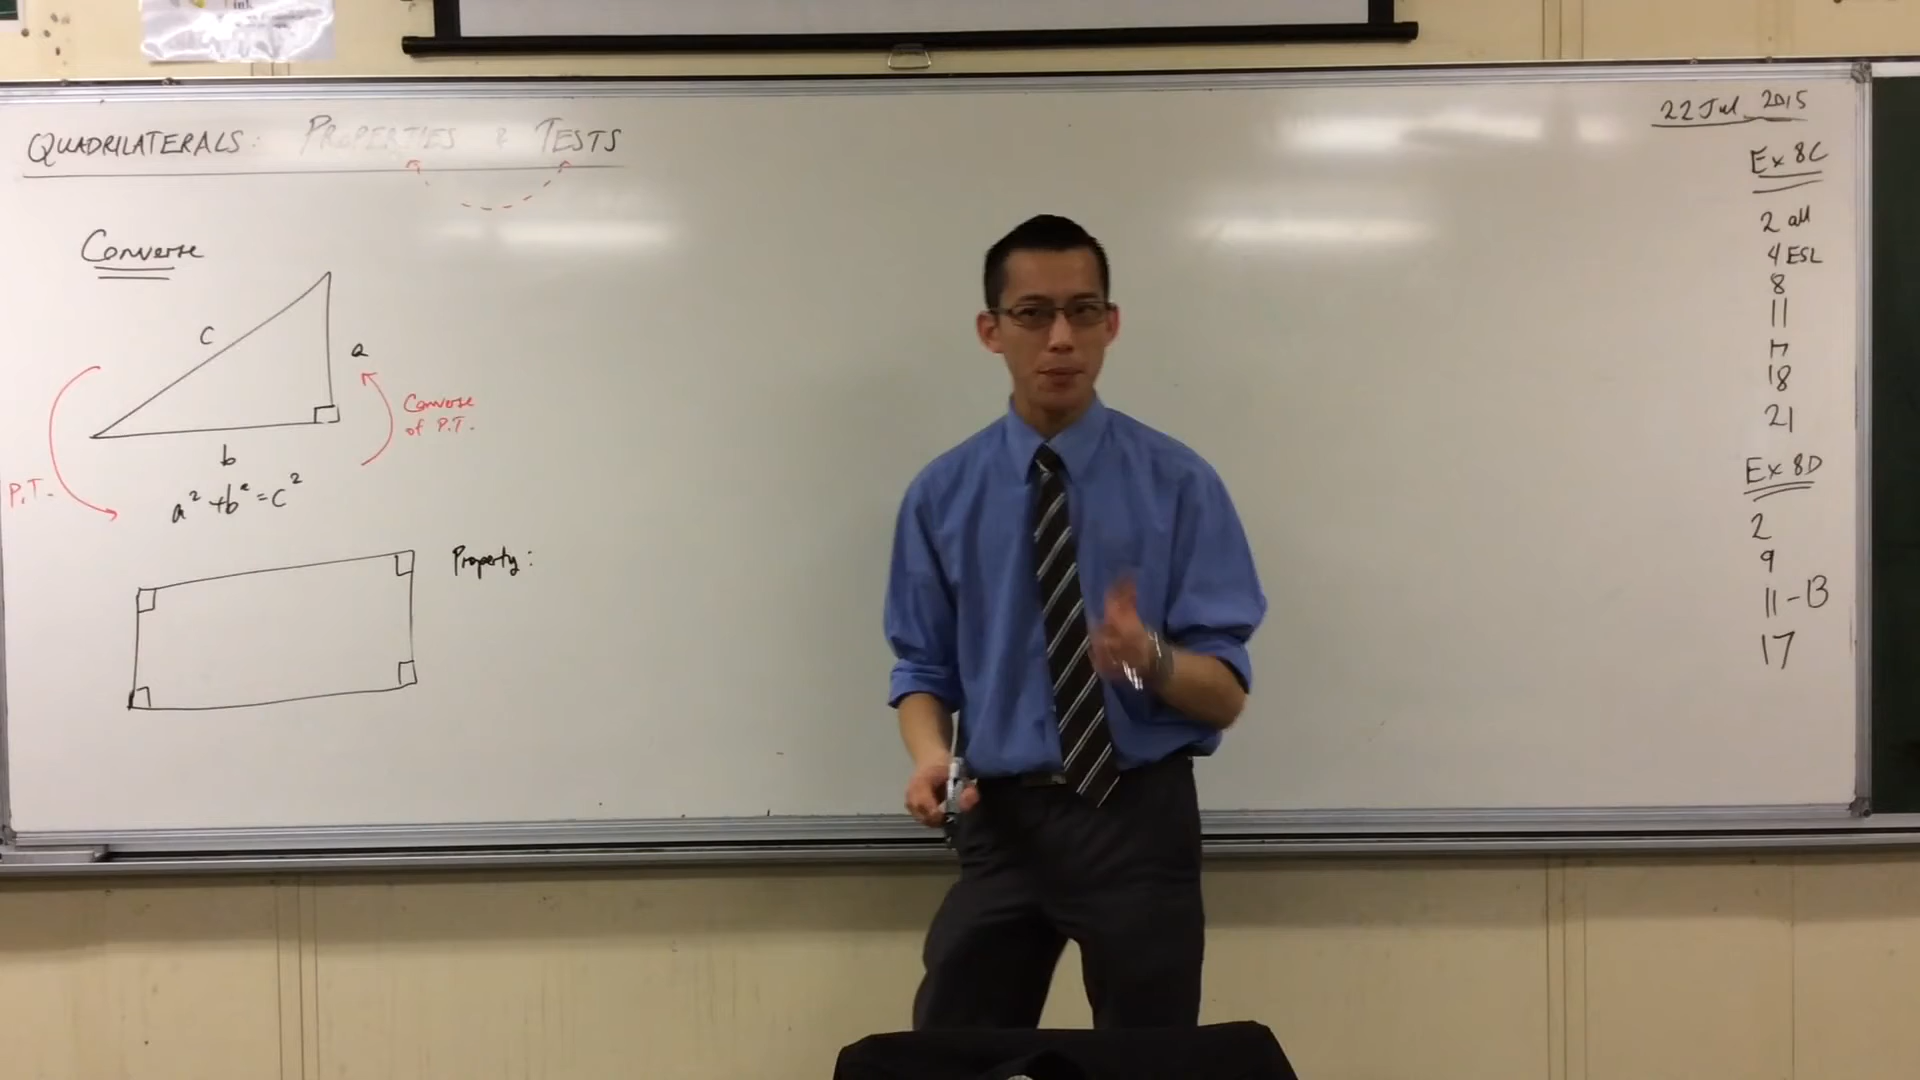 ink
QUADRILATERALS: PROPERTIES & TESTS
Converse
c
a
b
Converse
of P.T.
P.T.
a² + b² = c²
Property:
22 Jul 2015
Ex 8C
2 all
4 ESL
8
11
17
18
21
Ex 8D
2
9
11-13
17